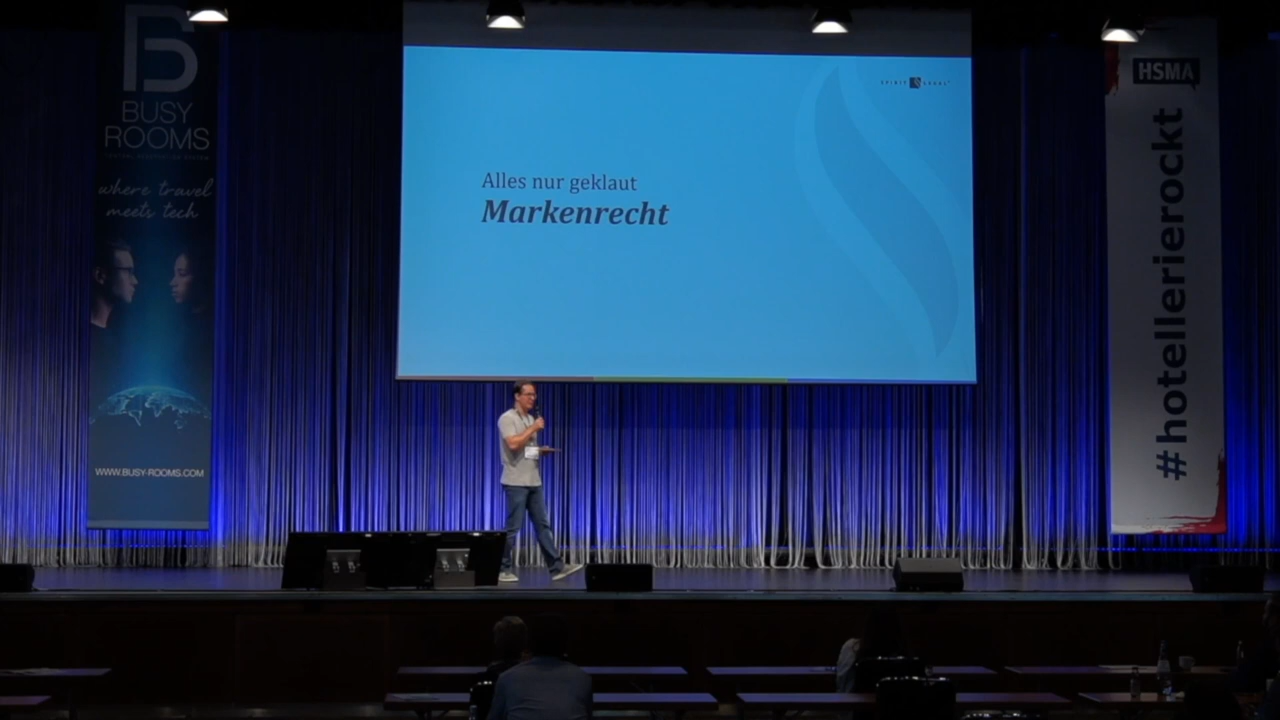 BUSY
ROOMS
where travel
meets tech
WWW.BUSY-ROOMS.COM
Alles nur geklaut
Markenrecht
HSMA
#hotellerierockt